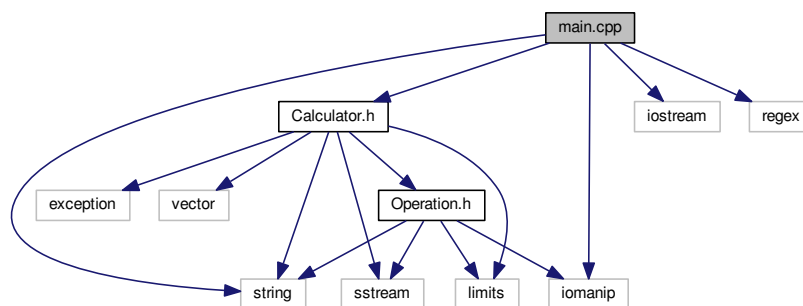 main.cpp
Calculator.h
iostream
regex
exception
vector
Operation.h
string
sstream
limits
iomanip